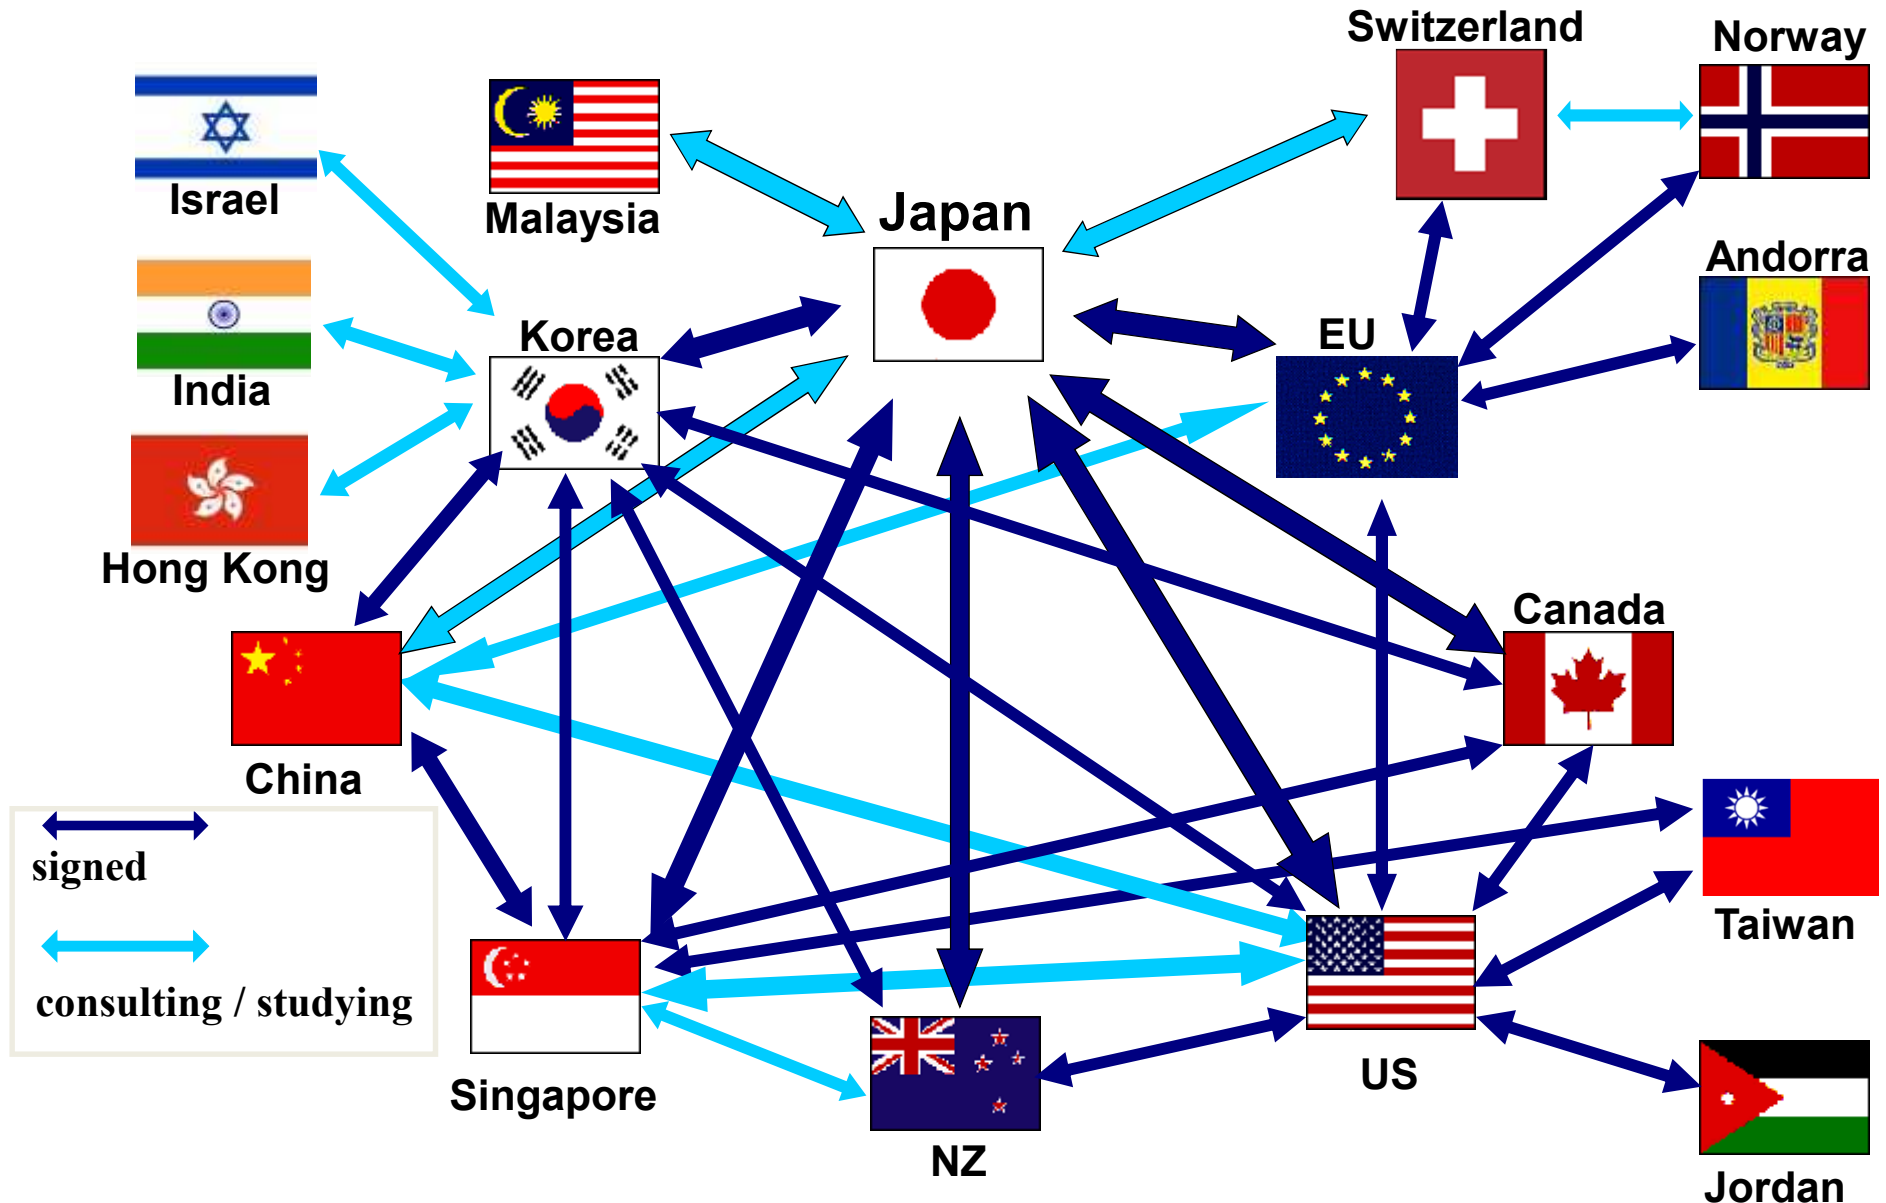 Switzerland
Norway
Israel
Malaysia
Japan
Andorra
Korea
EU
India
Hong Kong
Canada
China
signed
consulting / studying
Taiwan
Singapore
US
NZ
Jordan